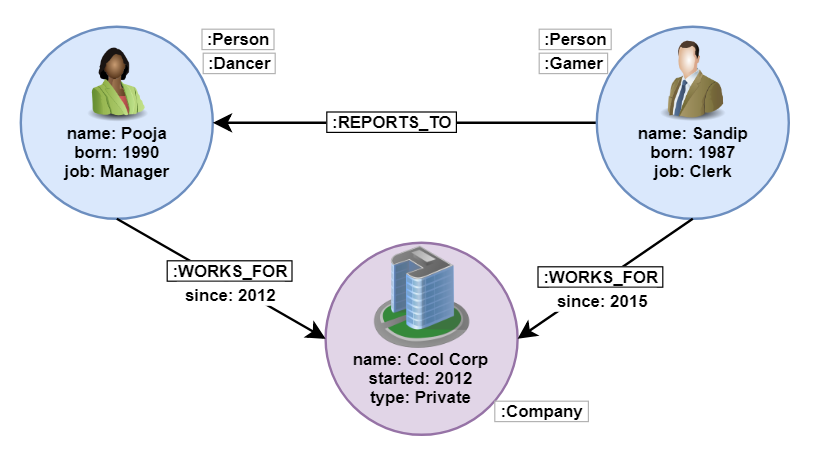 :Person
:Dancer
name: Pooja
born: 1990
job: Manager
:REPORTS_TO
:Person
:Gamer
name: Sandip
born: 1987
job: Clerk
:WORKS_FOR
since: 2012
:WORKS_FOR
since: 2015
name: Cool Corp
started: 2012
type: Private
:Company